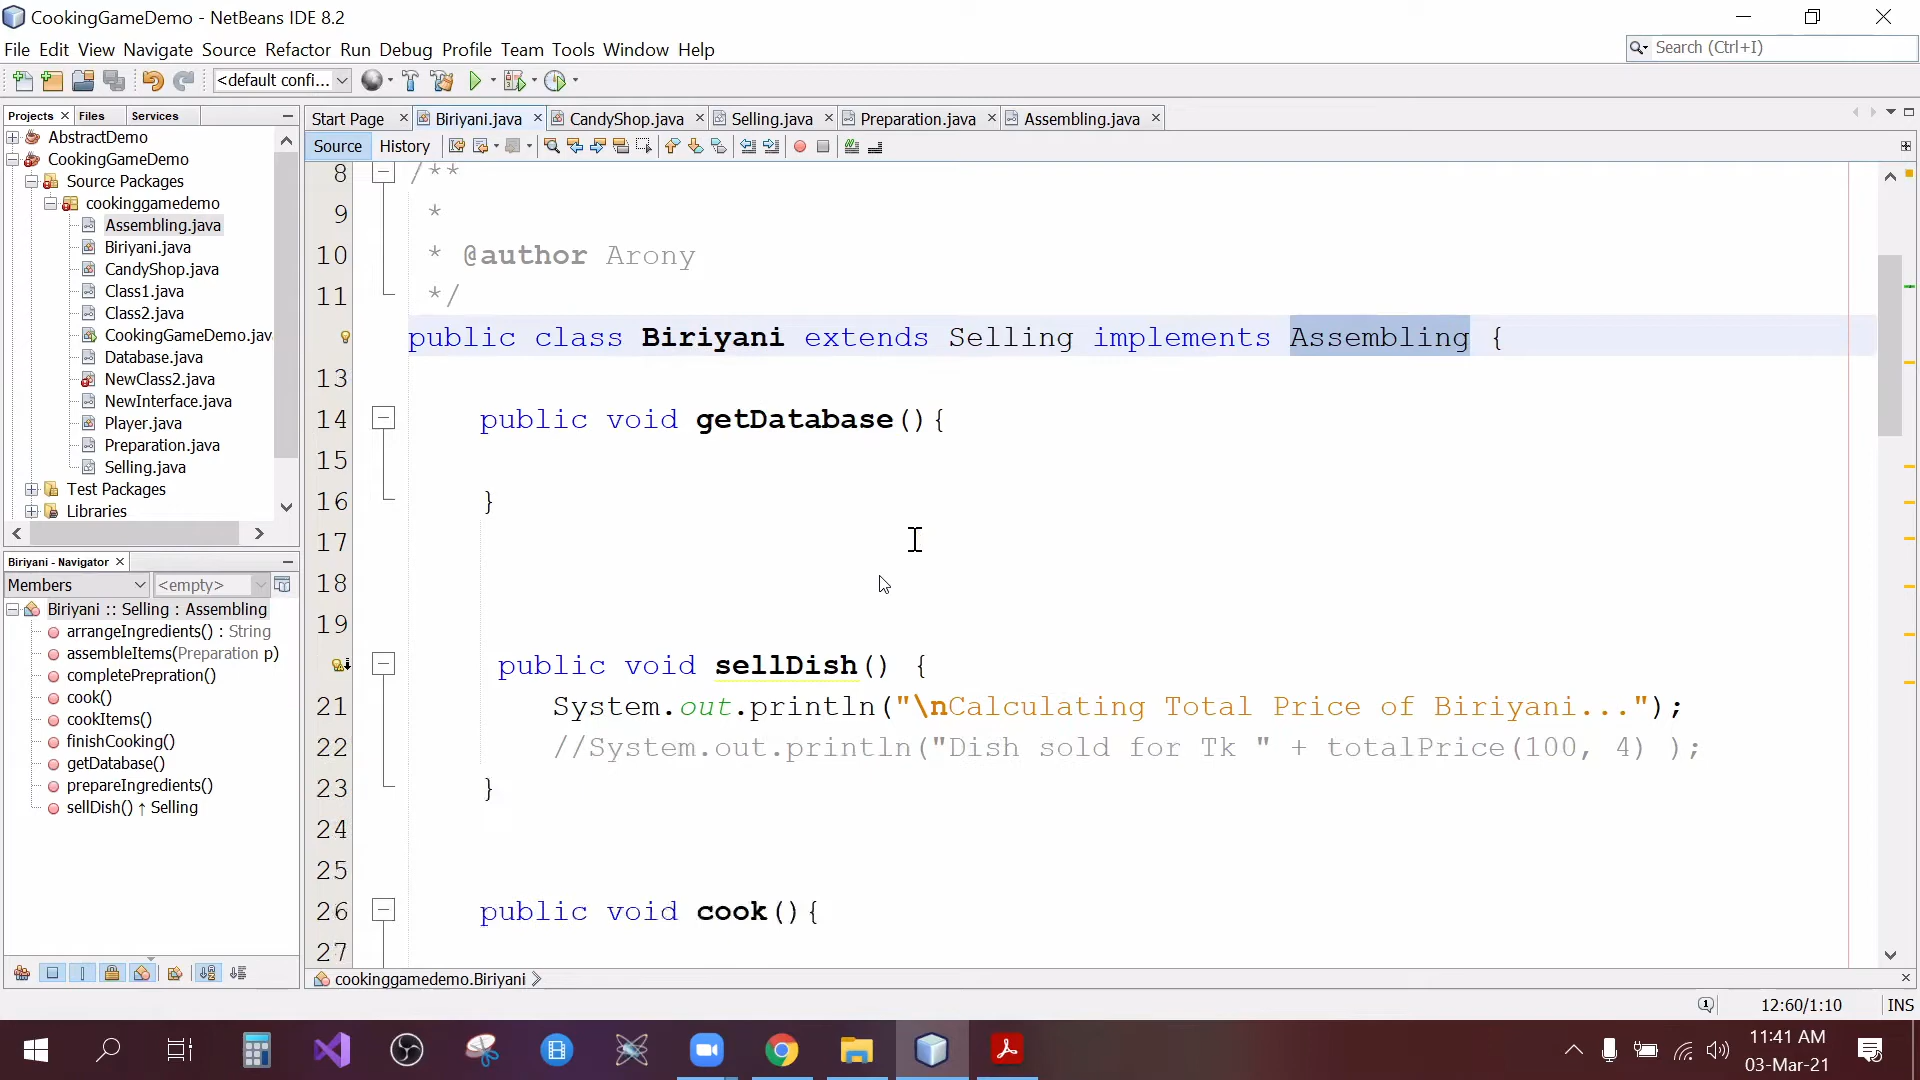 CookingGameDemo - NetBeans IDE 8.2
File Edit View Navigate Source Refactor Run Debug Profile Team Tools Window Help
Search (Ctrl+I)
<default confi...
Projects Files Services
Start Page Biriyani.java CandyShop.java Selling.java Preparation.java Assembling.java
Source History
AbstractDemo
CookingGameDemo
Source Packages
cookinggamedemo
Assembling.java
Biriyani.java
CandyShop.java
Class1.java
Class2.java
CookingGameDemo.jav
Database.java
NewClass2.java
NewInterface.java
Player.java
Preparation.java
Selling.java
Test Packages
Libraries
Biriyani - Navigator
Members <empty>
Biriyani :: Selling : Assembling
arrangeIngredients() : String
assembleItems(Preparation p)
completePrepration()
cook()
cookItems()
finishCooking()
getDatabase()
prepareIngredients()
sellDish() ↑ Selling
8 /**
9 *
10 * @author Arony
11 */
public class Biriyani extends Selling implements Assembling {
13
14 public void getDatabase(){
15
16 }
17
18
19
public void sellDish() {
21 System.out.println("\nCalculating Total Price of Biriyani...");
22 //System.out.println("Dish sold for Tk " + totalPrice(100, 4) );
23 }
24
25
26 public void cook(){
27
cookinggamedemo.Biriyani
12:60/1:10 INS
11:41 AM
03-Mar-21